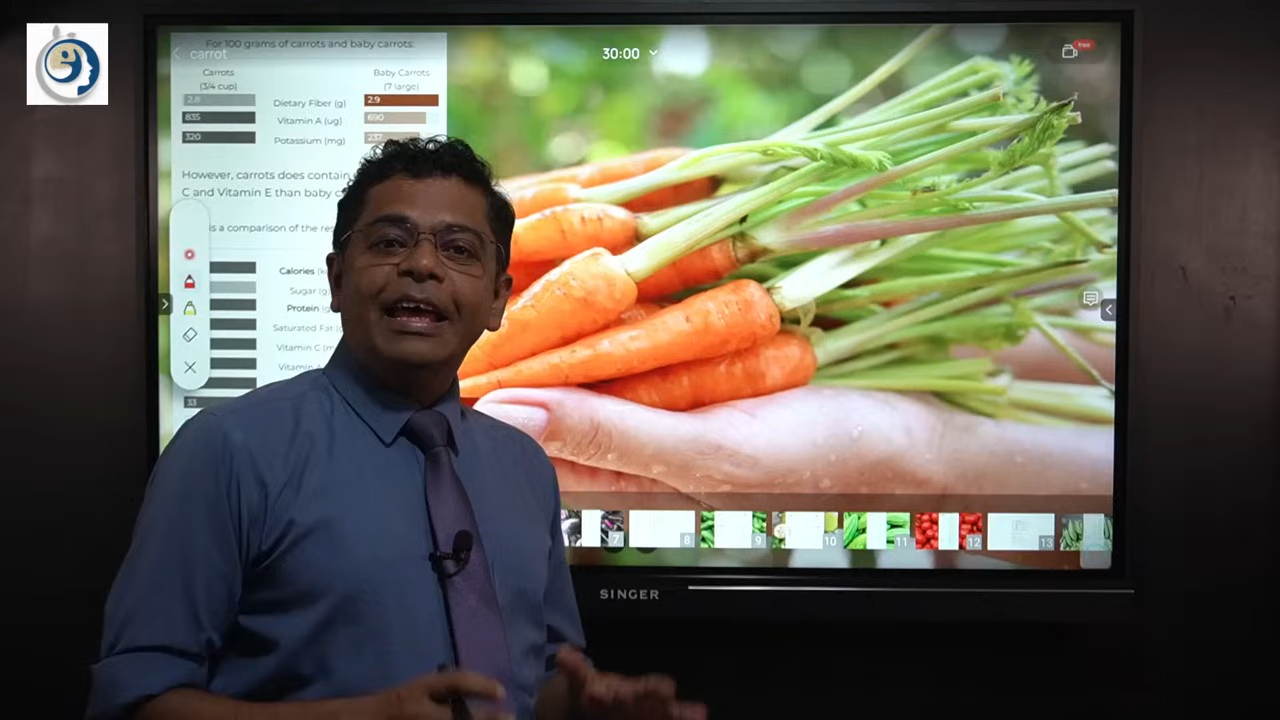 For 100 grams of carrots and baby carrots:
carrot
30:00
free
Carrots
(3/4 cup)
Baby Carrots
(7 large)
2.8 Dietary Fiber (g) 2.9
835 Vitamin A (ug) 690
320 Potassium (mg) 237
However, carrots does contain
C and Vitamin E than baby
is a comparison of the
Calories
Sugar (g
Protein
Saturated Fat
Vitamin C
Vitamin
33
7 8 9 10 11 12 13
SINGER